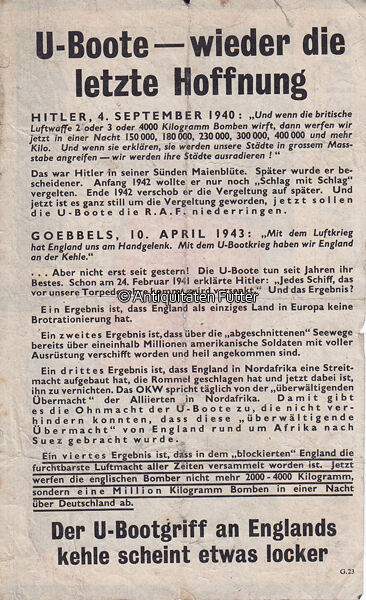 U-Boote — wieder die
letzte Hoffnung
HITLER, 4. SEPTEMBER 1940: „Und wenn die britische
Luftwaffe 2 oder 3 oder 4000 Kilogramm Bomben wirft, dann werfen wir
jetzt in einer Nacht 150 000, 180 000, 230 000, 300 000, 400 000 und mehr
Kilo. Und wenn sie erklären, sie werden unsere Städte in grossem Mass-
stabe angreifen — wir werden ihre Städte ausradieren!“
Das war Hitler in seiner Sünden Maienblüte. Später wurde er be-
scheidener. Anfang 1942 wollte er nur noch „Schlag mit Schlag“
vergelten. Ende 1942 verschob er die Vergeltung auf später. Und
jetzt ist es ganz still um die Vergeltung geworden, jetzt sollen
die U-Boote die R.A.F. niederringen.
GOEBBELS, 10. APRIL 1943: „Mit dem Luftkrieg
hat England uns am Handgelenk. Mit dem U-Bootkrieg haben wir England
an der Kehle.“
. . . Aber nicht erst seit gestern! Die U-Boote tun seit Jahren ihr
Bestes. Schon am 24. Februar 1941 erklärte Hitler: „Jedes Schiff, das
vor unsere Torpedorohre kommt, wird versenkt.“ Und das Ergebnis?
© Antiquitäten Futter
Ein Ergebnis ist, dass England als einziges Land in Europa keine
Brotrationierung hat.
Ein zweites Ergebnis ist, dass über die „abgeschnittenen“ Seewege
bereits über eineinhalb Millionen amerikanische Soldaten mit voller
Ausrüstung verschifft worden und heil angekommen sind.
Ein drittes Ergebnis ist, dass England in Nordafrika eine Streit-
macht aufgebaut hat, die Rommel geschlagen hat und jetzt dabei ist,
ihn zu vernichten. Das OKW spricht täglich von der „überwältigenden
Übermacht“ der Alliierten in Nordafrika. Damit gibt
es die Ohnmacht der U-Boote zu, die nicht ver-
hindern konnten, dass diese „überwältigende
Übermacht“ von England rund um Afrika nach
Suez gebracht wurde.
Ein viertes Ergebnis ist, dass in dem „blockierten“ England die
furchtbarste Luftmacht aller Zeiten versammelt worden ist. Jetzt
werfen die englischen Bomber nicht mehr 2000 - 4000 Kilogramm,
sondern eine Million Kilogramm Bomben in einer Nacht
über Deutschland ab.
Der U-Bootgriff an Englands
kehle scheint etwas locker
G.23